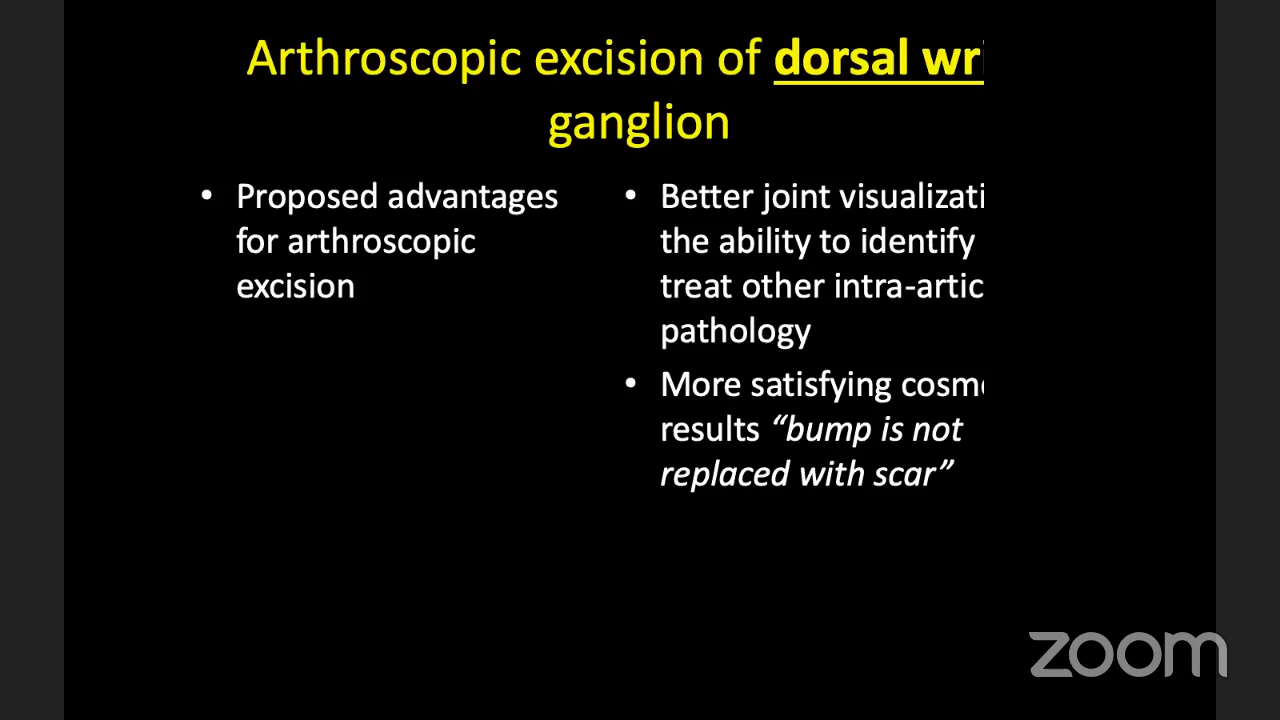 Arthroscopic excision of dorsal wri
ganglion
• Proposed advantages
for arthroscopic
excision
• Better joint visualizati
the ability to identify
treat other intra-artic
pathology
• More satisfying cosme
results “bump is not
replaced with scar”
zoom